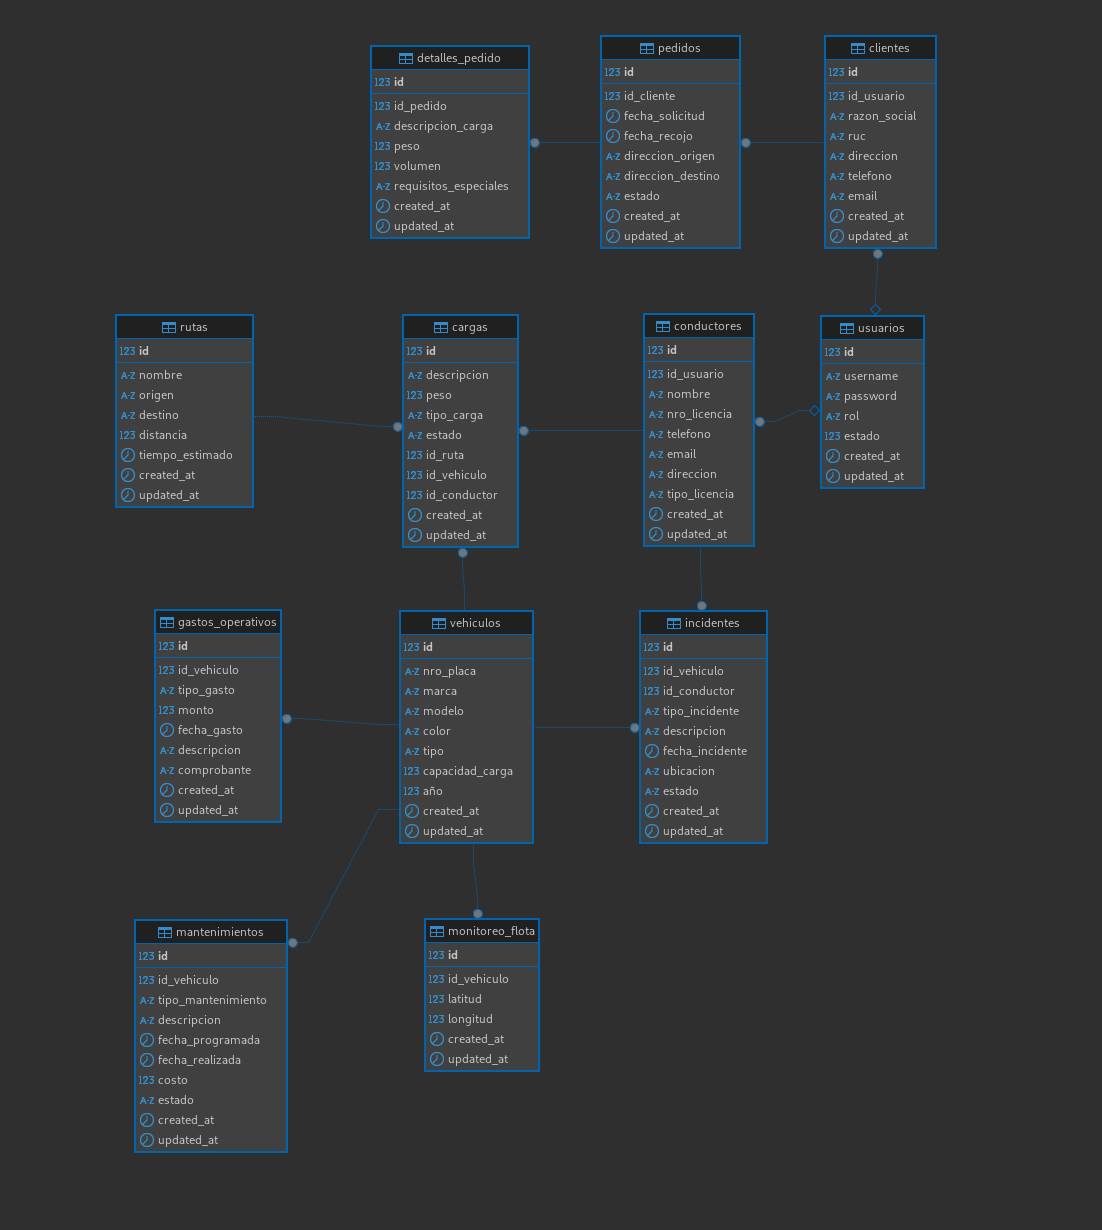 detalles_pedido
123 id
123 id_pedido
A-Z descripcion_carga
123 peso
123 volumen
A-Z requisitos_especiales
created_at
updated_at
pedidos
123 id
123 id_cliente
fecha_solicitud
fecha_recojo
A-Z direccion_origen
A-Z direccion_destino
A-Z estado
created_at
updated_at
clientes
123 id
123 id_usuario
A-Z razon_social
A-Z ruc
A-Z direccion
A-Z telefono
A-Z email
created_at
updated_at
rutas
123 id
A-Z nombre
A-Z origen
A-Z destino
123 distancia
tiempo_estimado
created_at
updated_at
cargas
123 id
A-Z descripcion
123 peso
A-Z tipo_carga
A-Z estado
123 id_ruta
123 id_vehiculo
123 id_conductor
created_at
updated_at
conductores
123 id
123 id_usuario
A-Z nombre
A-Z nro_licencia
A-Z telefono
A-Z email
A-Z direccion
A-Z tipo_licencia
created_at
updated_at
usuarios
123 id
A-Z username
A-Z password
A-Z rol
123 estado
created_at
updated_at
gastos_operativos
123 id
123 id_vehiculo
A-Z tipo_gasto
123 monto
fecha_gasto
A-Z descripcion
A-Z comprobante
created_at
updated_at
vehiculos
123 id
A-Z nro_placa
A-Z marca
A-Z modelo
A-Z color
A-Z tipo
123 capacidad_carga
123 año
created_at
updated_at
incidentes
123 id
123 id_vehiculo
123 id_conductor
A-Z tipo_incidente
A-Z descripcion
fecha_incidente
A-Z ubicacion
A-Z estado
created_at
updated_at
mantenimientos
123 id
123 id_vehiculo
A-Z tipo_mantenimiento
A-Z descripcion
fecha_programada
fecha_realizada
123 costo
A-Z estado
created_at
updated_at
monitoreo_flota
123 id
123 id_vehiculo
123 latitud
123 longitud
created_at
updated_at